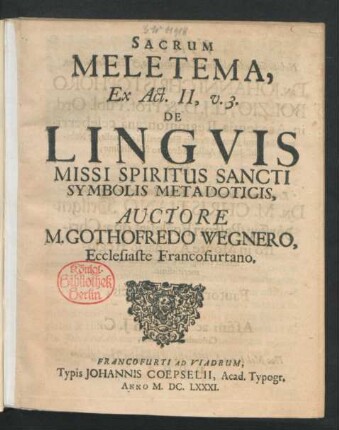 SACRUM
MELETEMA,
Ex Act. II, v. 3.
DE
LINGVIS
MISSI SPIRITUS SANCTI
SYMBOLIS METADOTICIS,
AUCTORE
M. GOTHOFREDO WEGNERO,
Ecclesiaste Francofurtano,
Königl.
Bibliothek
Berlin
FRANCOFURTI AD VIADRUM,
Typis JOHANNIS COEPSELII, Acad. Typogr.
ANNO M. DC. LXXXI.